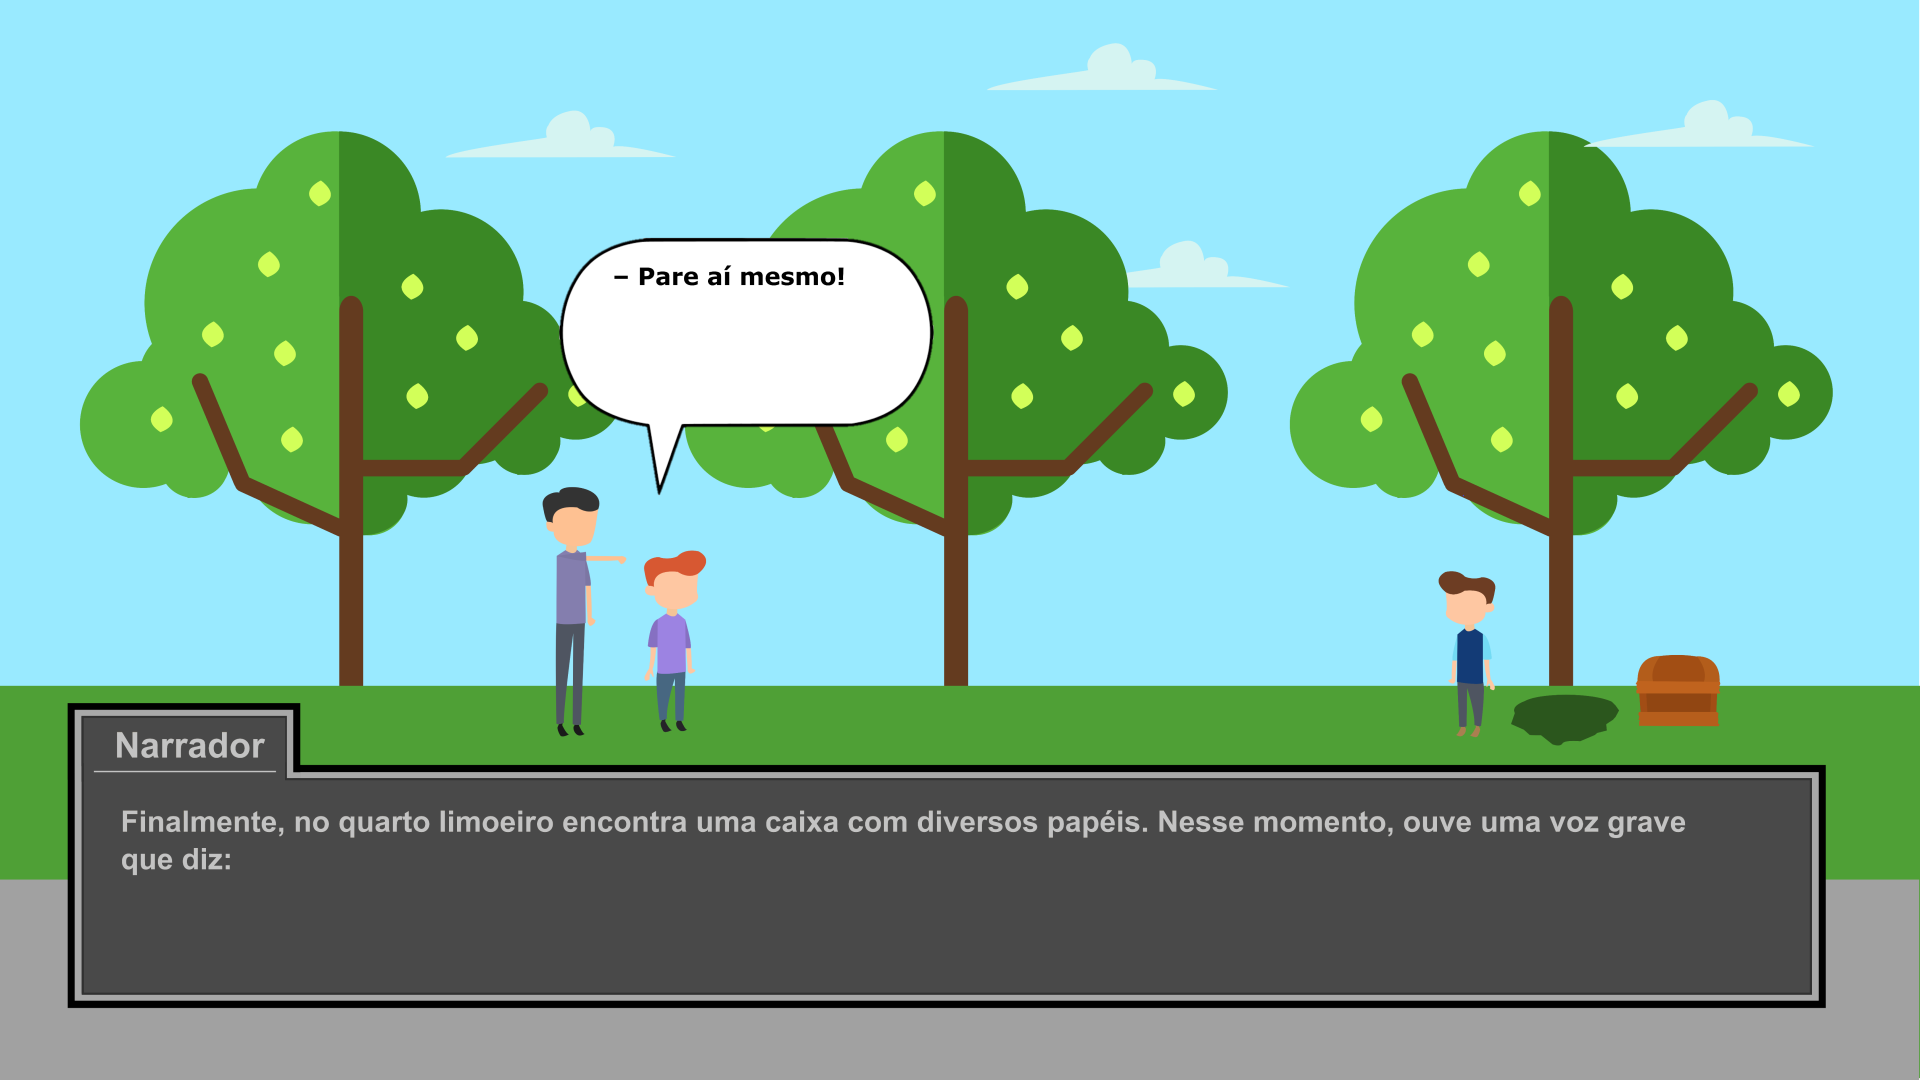 – Pare aí mesmo!
Narrador
Finalmente, no quarto limoeiro encontra uma caixa com diversos papéis. Nesse momento, ouve uma voz grave
que diz: